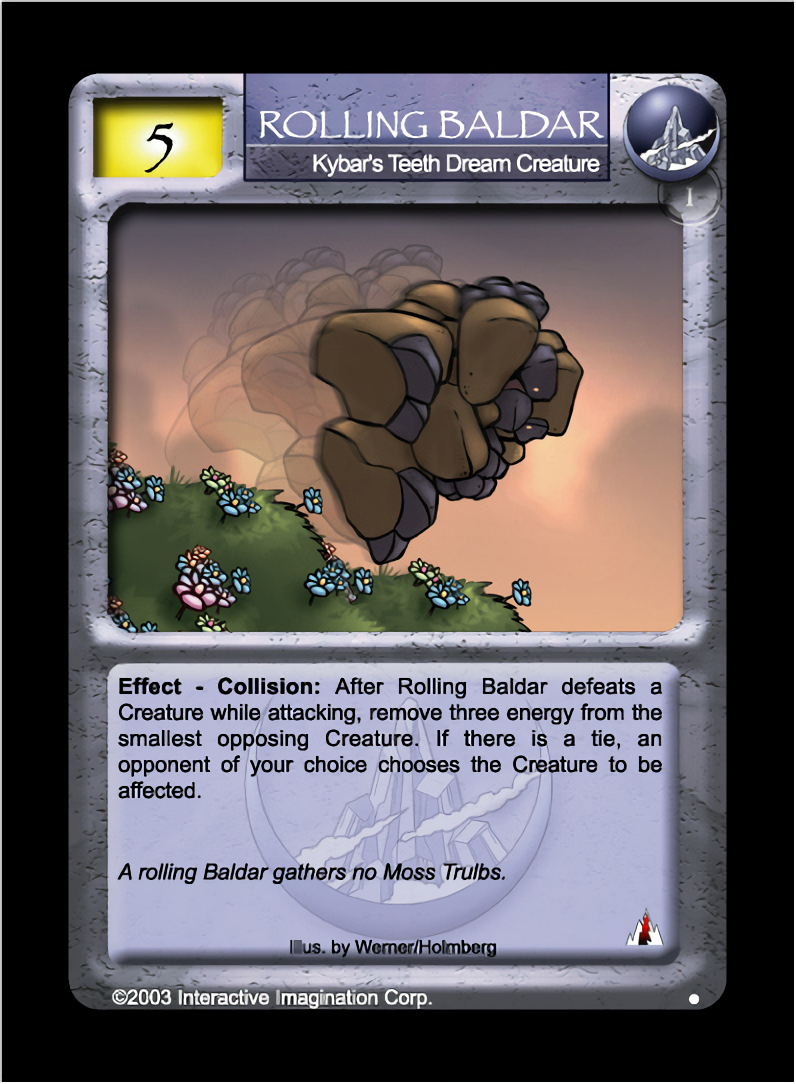 5
ROLLING BALDAR
Kybar's Teeth Dream Creature
1
Effect - Collision: After Rolling Baldar defeats a
Creature while attacking, remove three energy from the
smallest opposing Creature. If there is a tie, an
opponent of your choice chooses the Creature to be
affected.
A rolling Baldar gathers no Moss Trulbs.
Illus. by Werner/Holmberg
©2003 Interactive Imagination Corp.